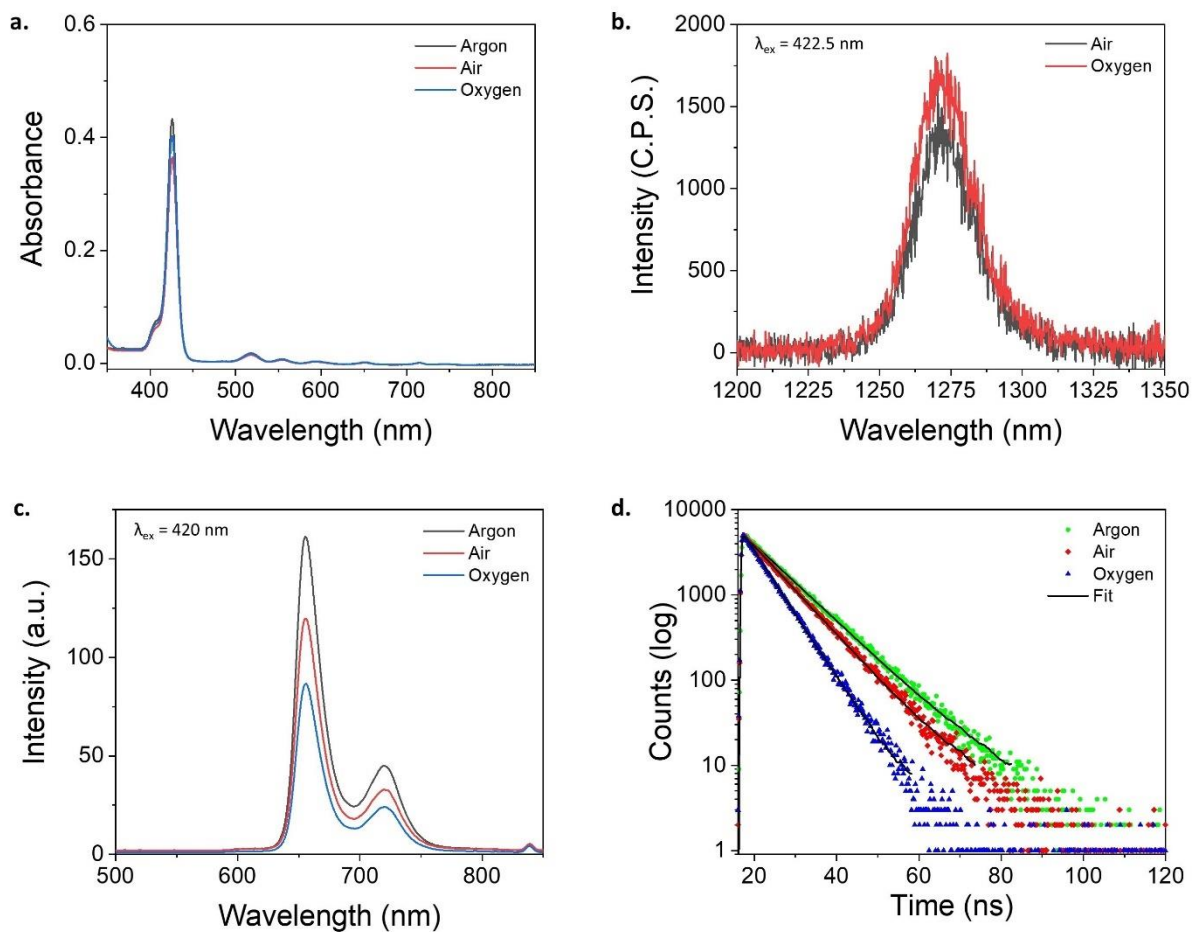 a.
0.6
0.4
0.2
0.0
Absorbance
Argon
Air
Oxygen
400 500 600 700 800
Wavelength (nm)
b.
λex = 422.5 nm
2000
1500
1000
500
0
Intensity (C.P.S.)
Air
Oxygen
1200 1225 1250 1275 1300 1325 1350
Wavelength (nm)
c.
λex = 420 nm
150
100
50
0
Intensity (a.u.)
Argon
Air
Oxygen
500 600 700 800
Wavelength (nm)
d.
10000
1000
100
10
1
Counts (log)
Argon
Air
Oxygen
Fit
20 40 60 80 100 120
Time (ns)